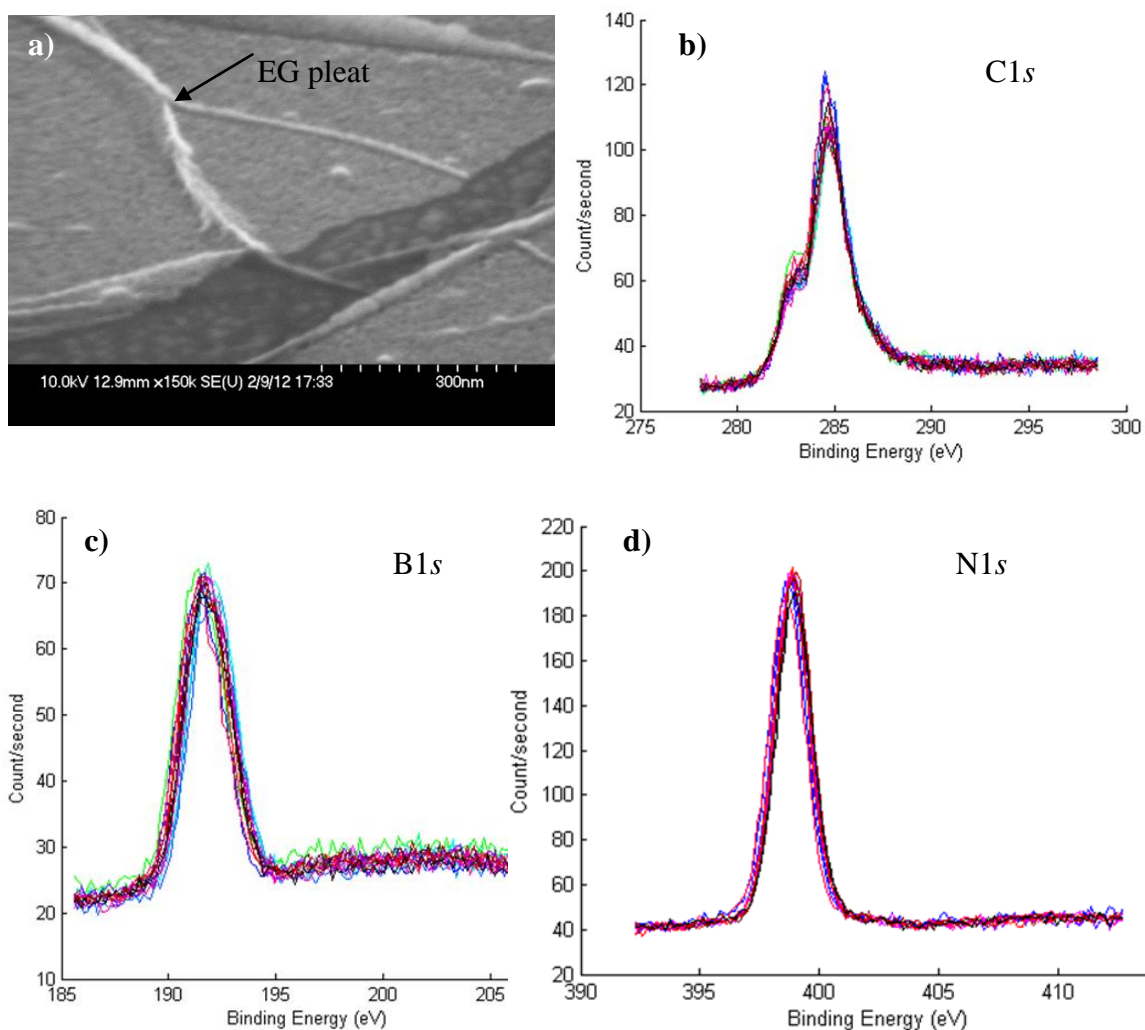 a)
EG pleat
10.0kV 12.9mm x150k SE(U) 2/9/12 17:33 300nm
b)
C1s
140
120
100
80
60
40
20
Count/second
275 280 285 290 295 300
Binding Energy (eV)
c)
B1s
80
70
60
50
40
30
20
10
Count/second
185 190 195 200 205
Binding Energy (eV)
d)
N1s
220
200
180
160
140
120
100
80
60
40
20
Count/second
390 395 400 405 410
Binding Energy (eV)